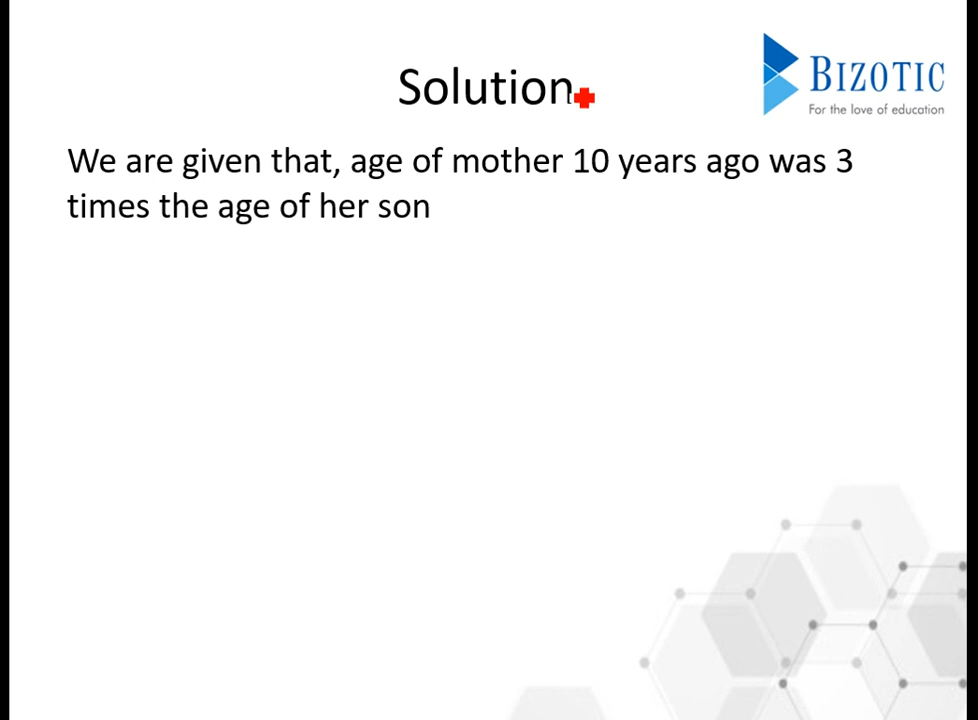 Solution
BIZOTIC
For the love of education
We are given that, age of mother 10 years ago was 3
times the age of her son